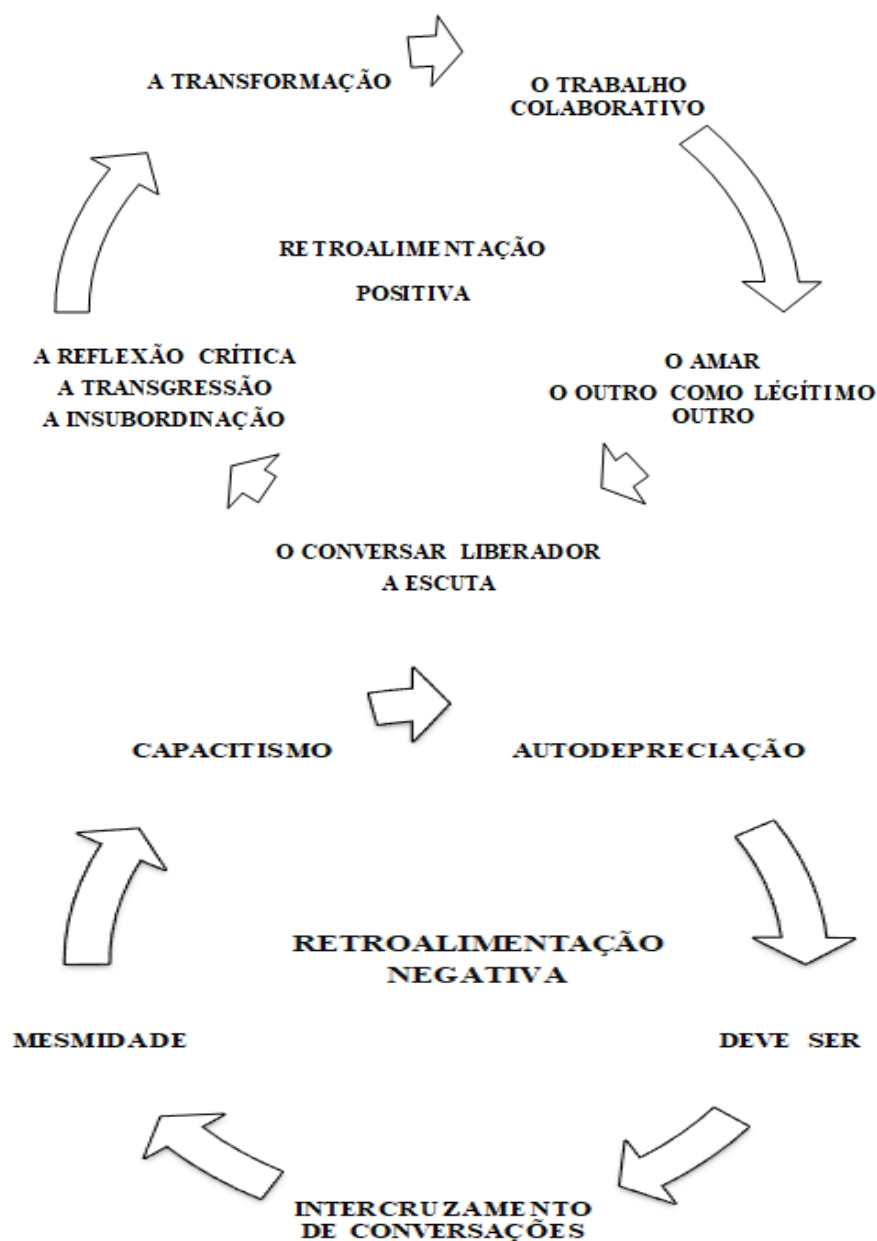 A TRANSFORMAÇÃO
O TRABALHO
COLABORATIVO
RETROALIMENTAÇÃO
POSITIVA
A REFLEXÃO CRÍTICA
A TRANSGRESSÃO
A INSUBORDINAÇÃO
O AMAR
O OUTRO COMO LÉGÍTIMO
OUTRO
O CONVERSAR LIBERADOR
A ESCUTA
CAPACITISMO
AUTODEPRECIAÇÃO
RETROALIMENTAÇÃO
NEGATIVA
MESMIDADE
DEVE SER
INTERCRUZAMENTO
DE CONVERSAÇÕES